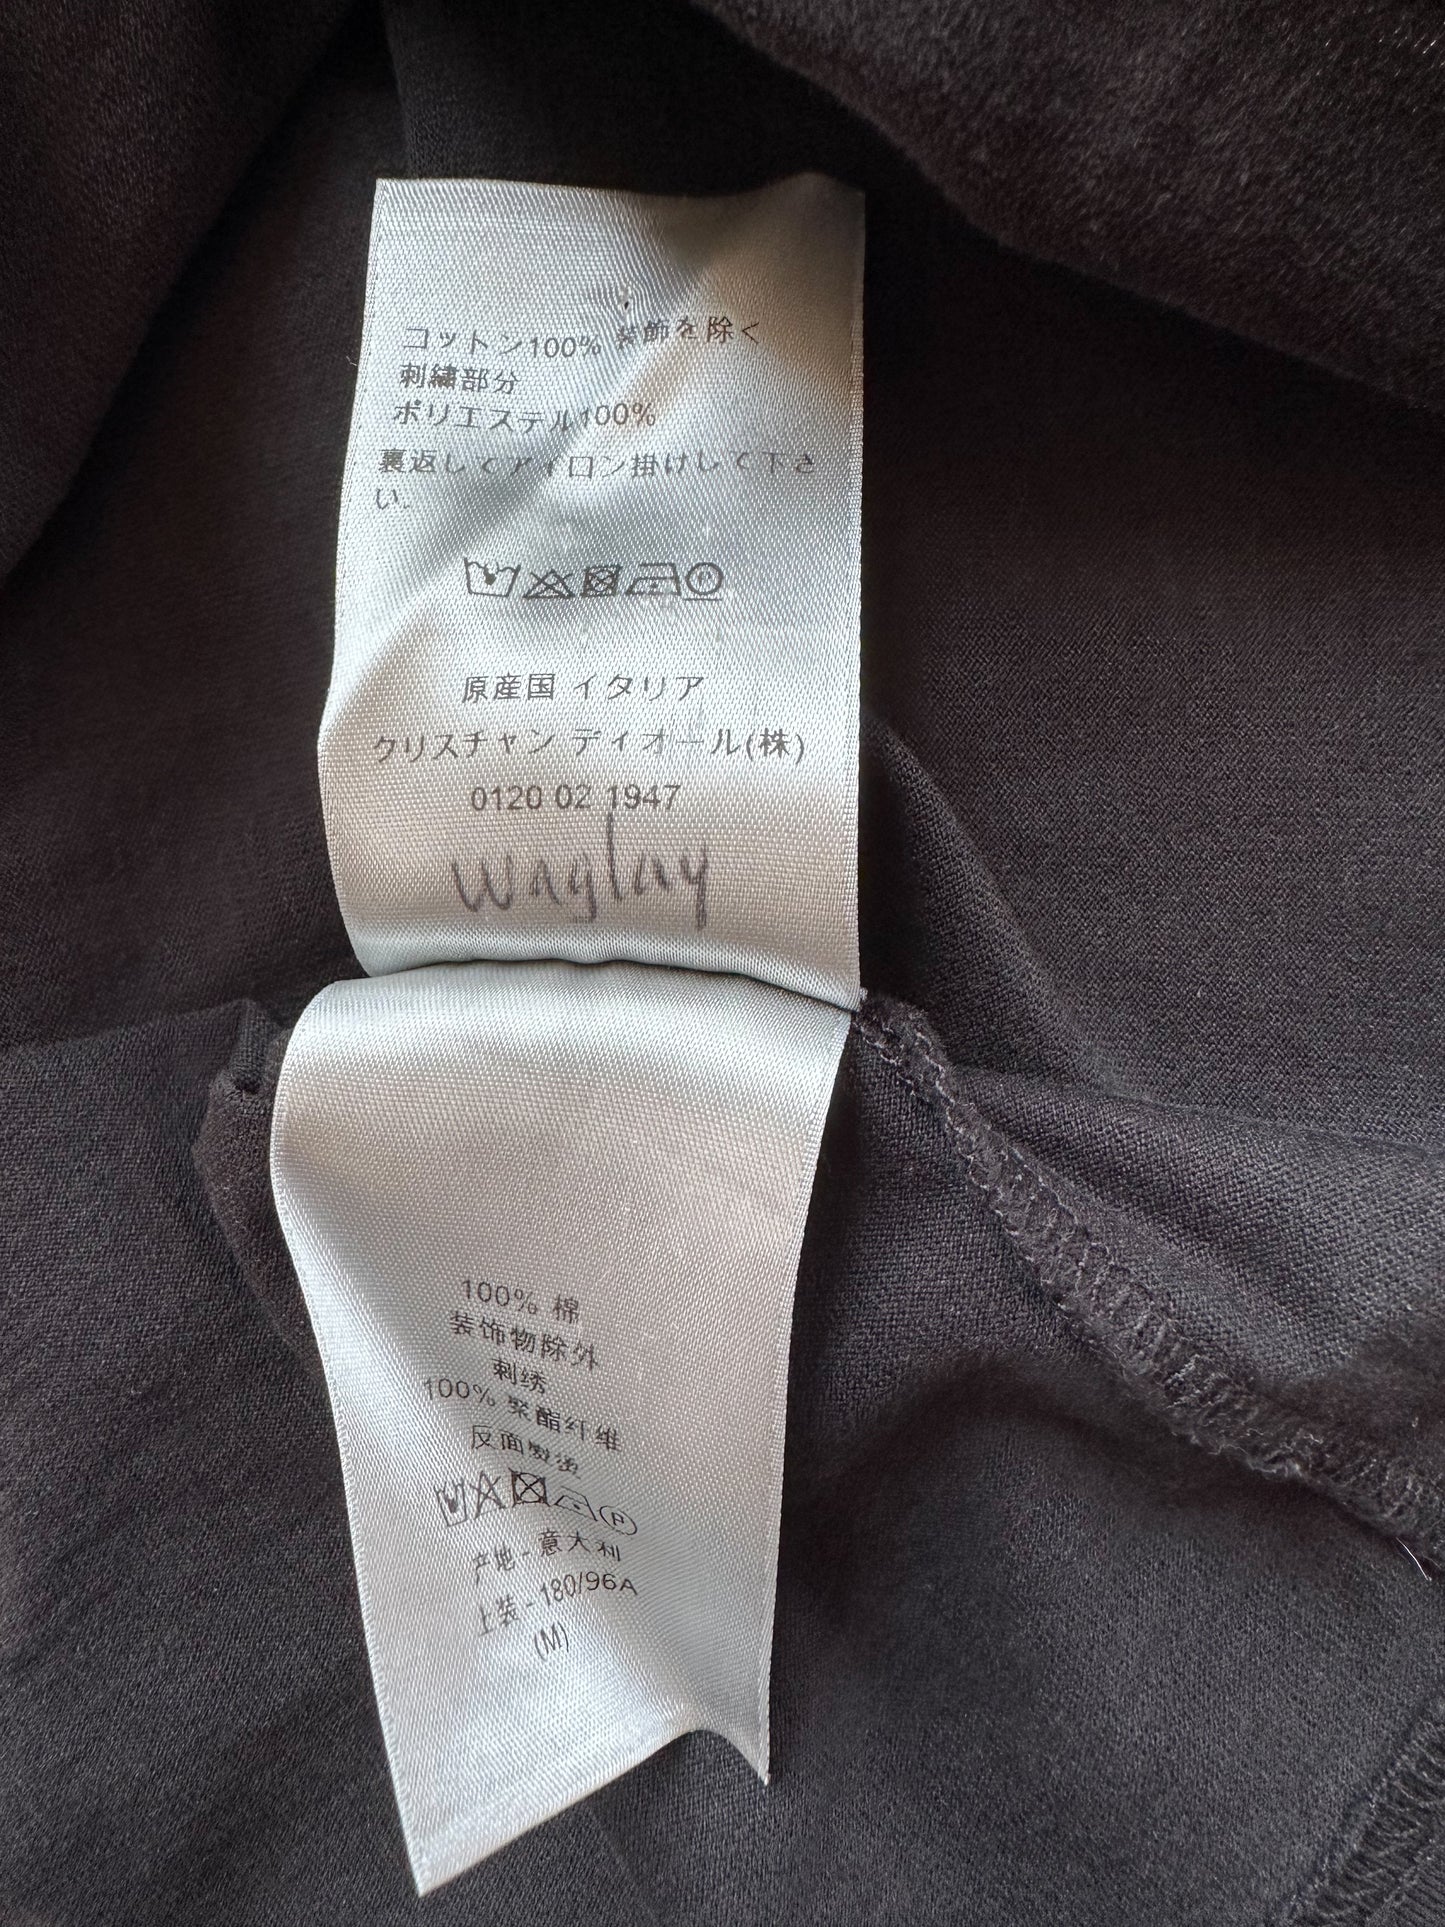 コットン100% 装飾を除く
刺繍部分
ポリエステル100%
裏返してアイロン掛けして下さ
い.
原産国 イタリア
クリスチャン ディオール(株)
0120 02 1947
waglay
100% 棉
装饰物除外
刺绣
100% 聚酯纤维
反面熨烫
P
产地 - 意大利
上装 - 180/96A
(M)